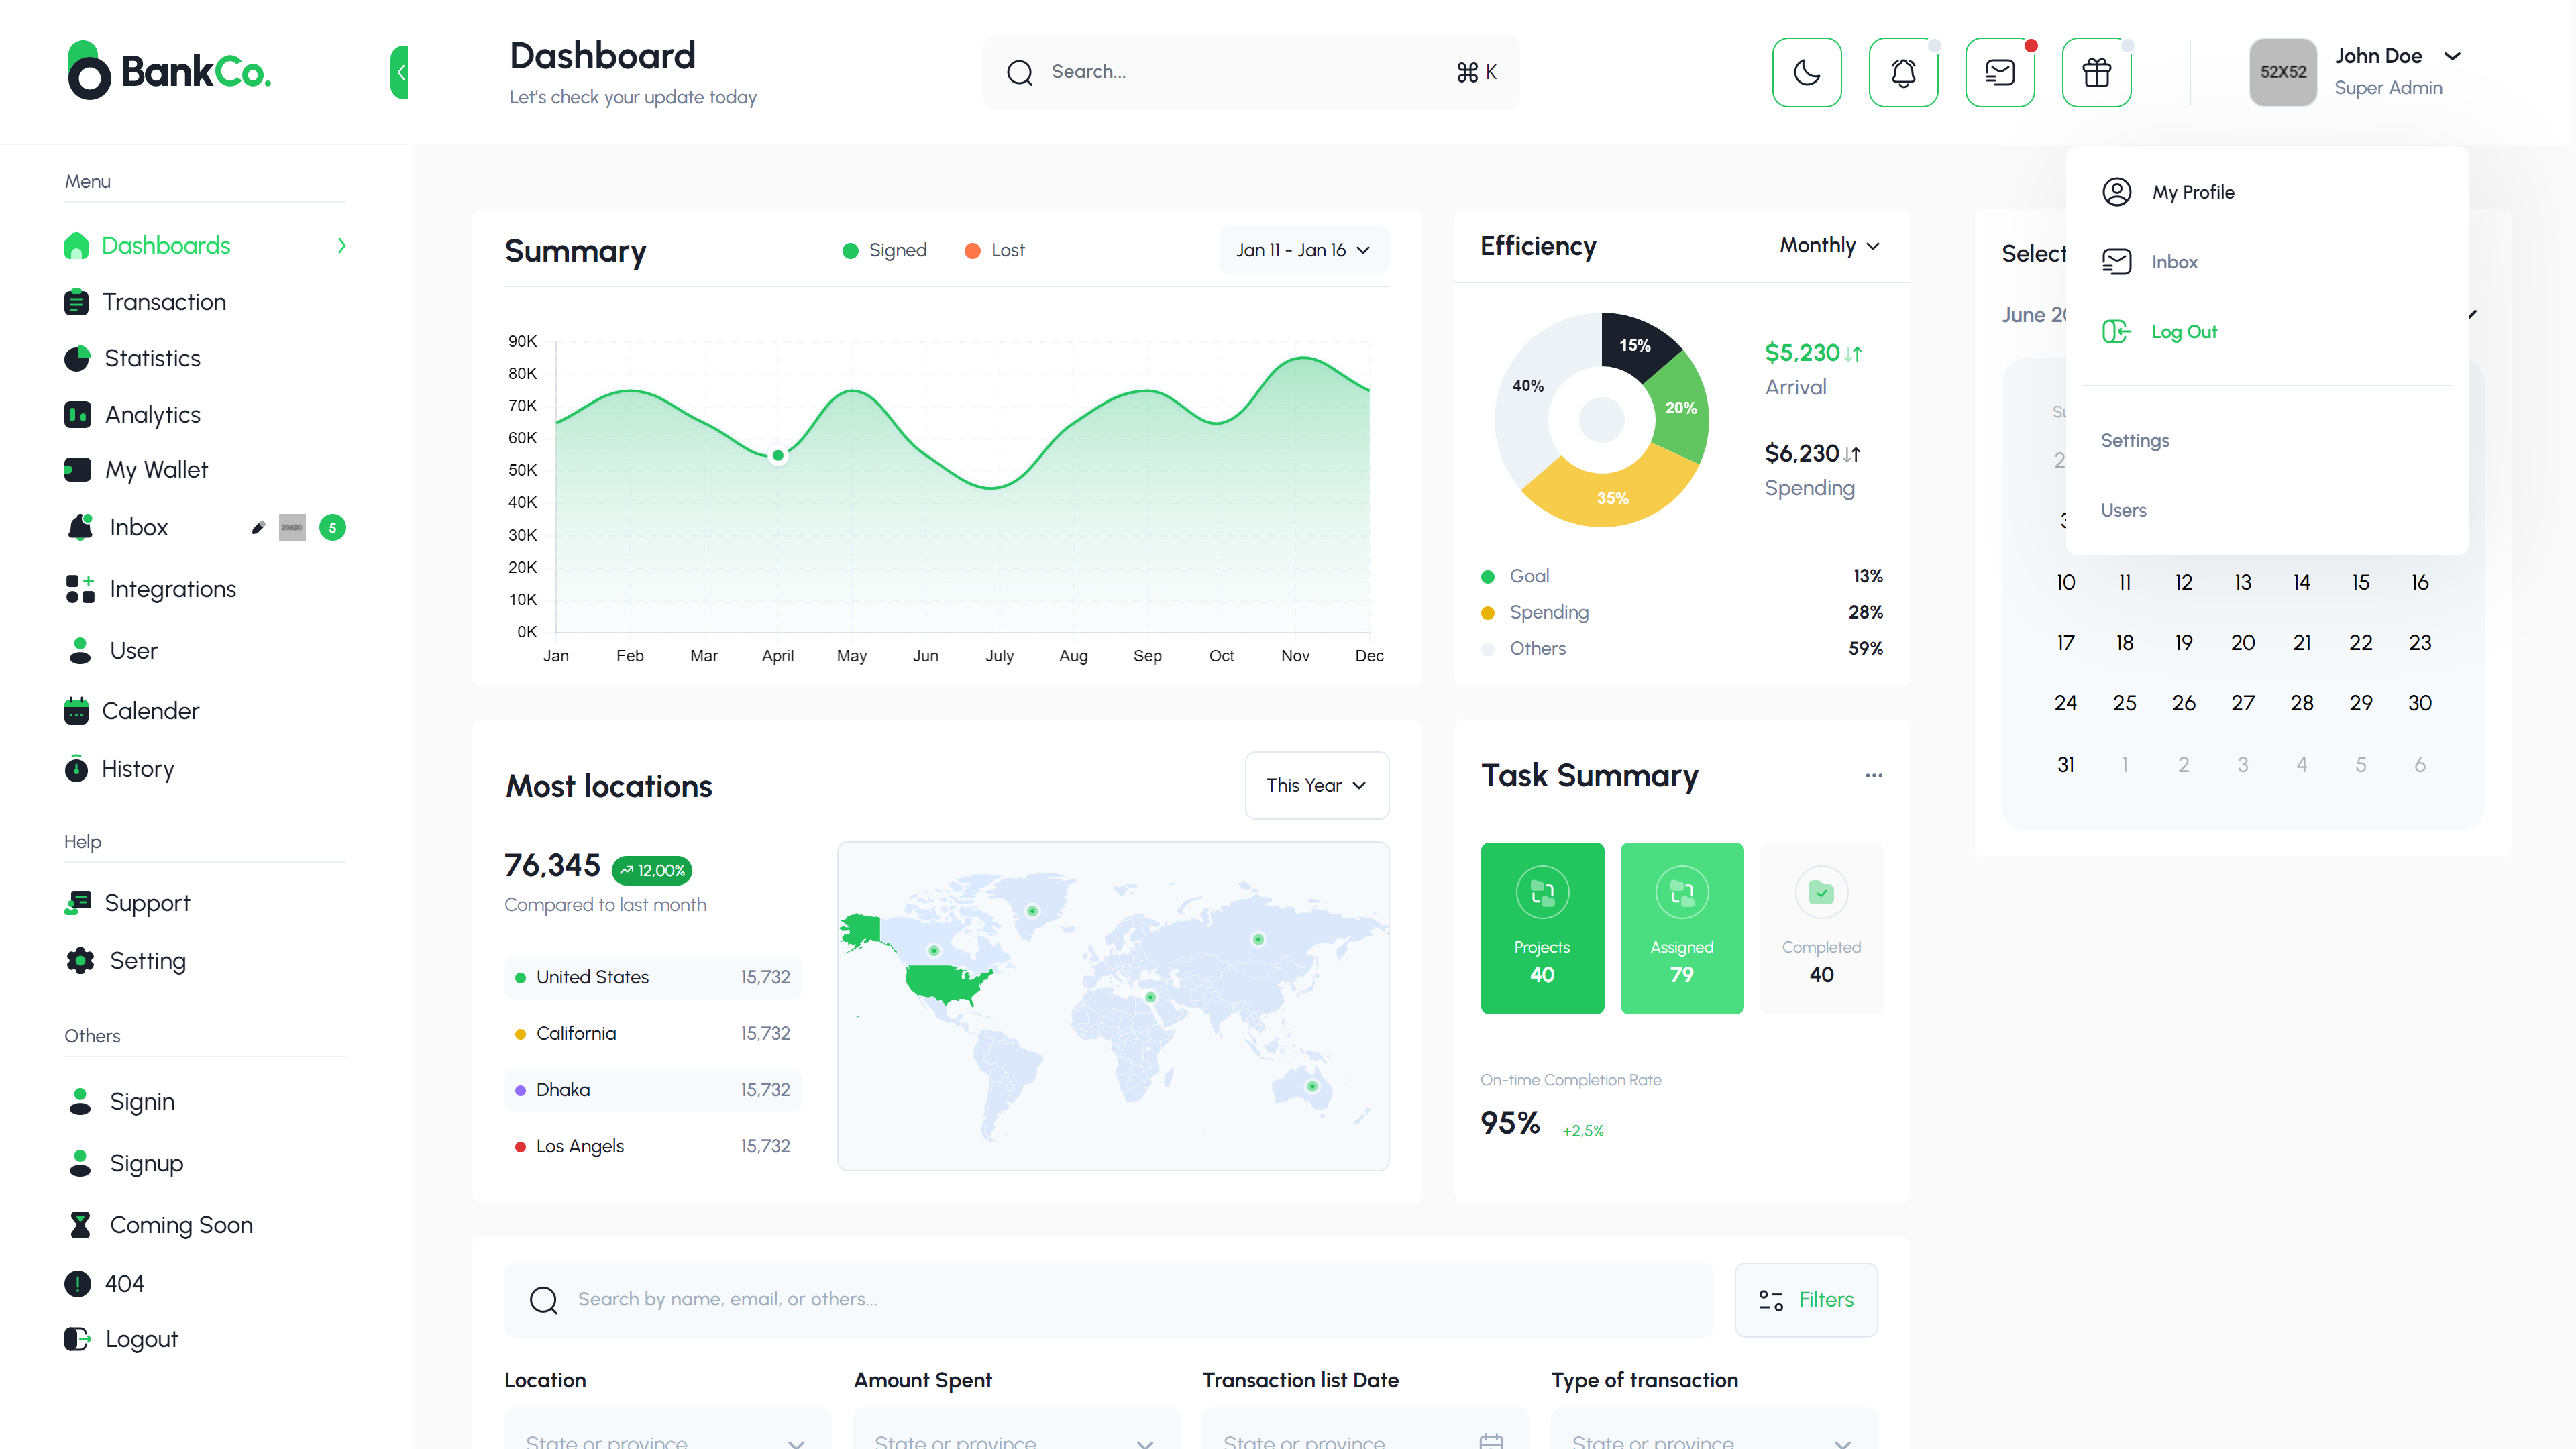 BankCo.
Dashboard
Let's check your update today
Search...
⌘ K
52X52
John Doe
Super Admin
Menu
Dashboards
Transaction
Statistics
Analytics
My Wallet
Inbox
20X20
5
Integrations
User
Calender
History
Help
Support
Setting
Others
Signin
Signup
Coming Soon
404
Logout
Summary
Signed
Lost
Jan 11 - Jan 16
90K
80K
70K
60K
50K
40K
30K
20K
10K
0K
Jan Feb Mar April May Jun July Aug Sep Oct Nov Dec
Efficiency
Monthly
15%
20%
35%
40%
$5,230
Arrival
$6,230
Spending
Goal 13%
Spending 28%
Others 59%
Select
June 20
My Profile
Inbox
Log Out
Settings
Users
10 11 12 13 14 15 16
17 18 19 20 21 22 23
24 25 26 27 28 29 30
31 1 2 3 4 5 6
Most locations
This Year
76,345
12,00%
Compared to last month
United States 15,732
California 15,732
Dhaka 15,732
Los Angels 15,732
Task Summary
Projects
40
Assigned
79
Completed
40
On-time Completion Rate
95%
+2,5%
Search by name, email, or others...
Filters
Location
Amount Spent
Transaction list Date
Type of transaction
State or province
State or province
State or province
State or province